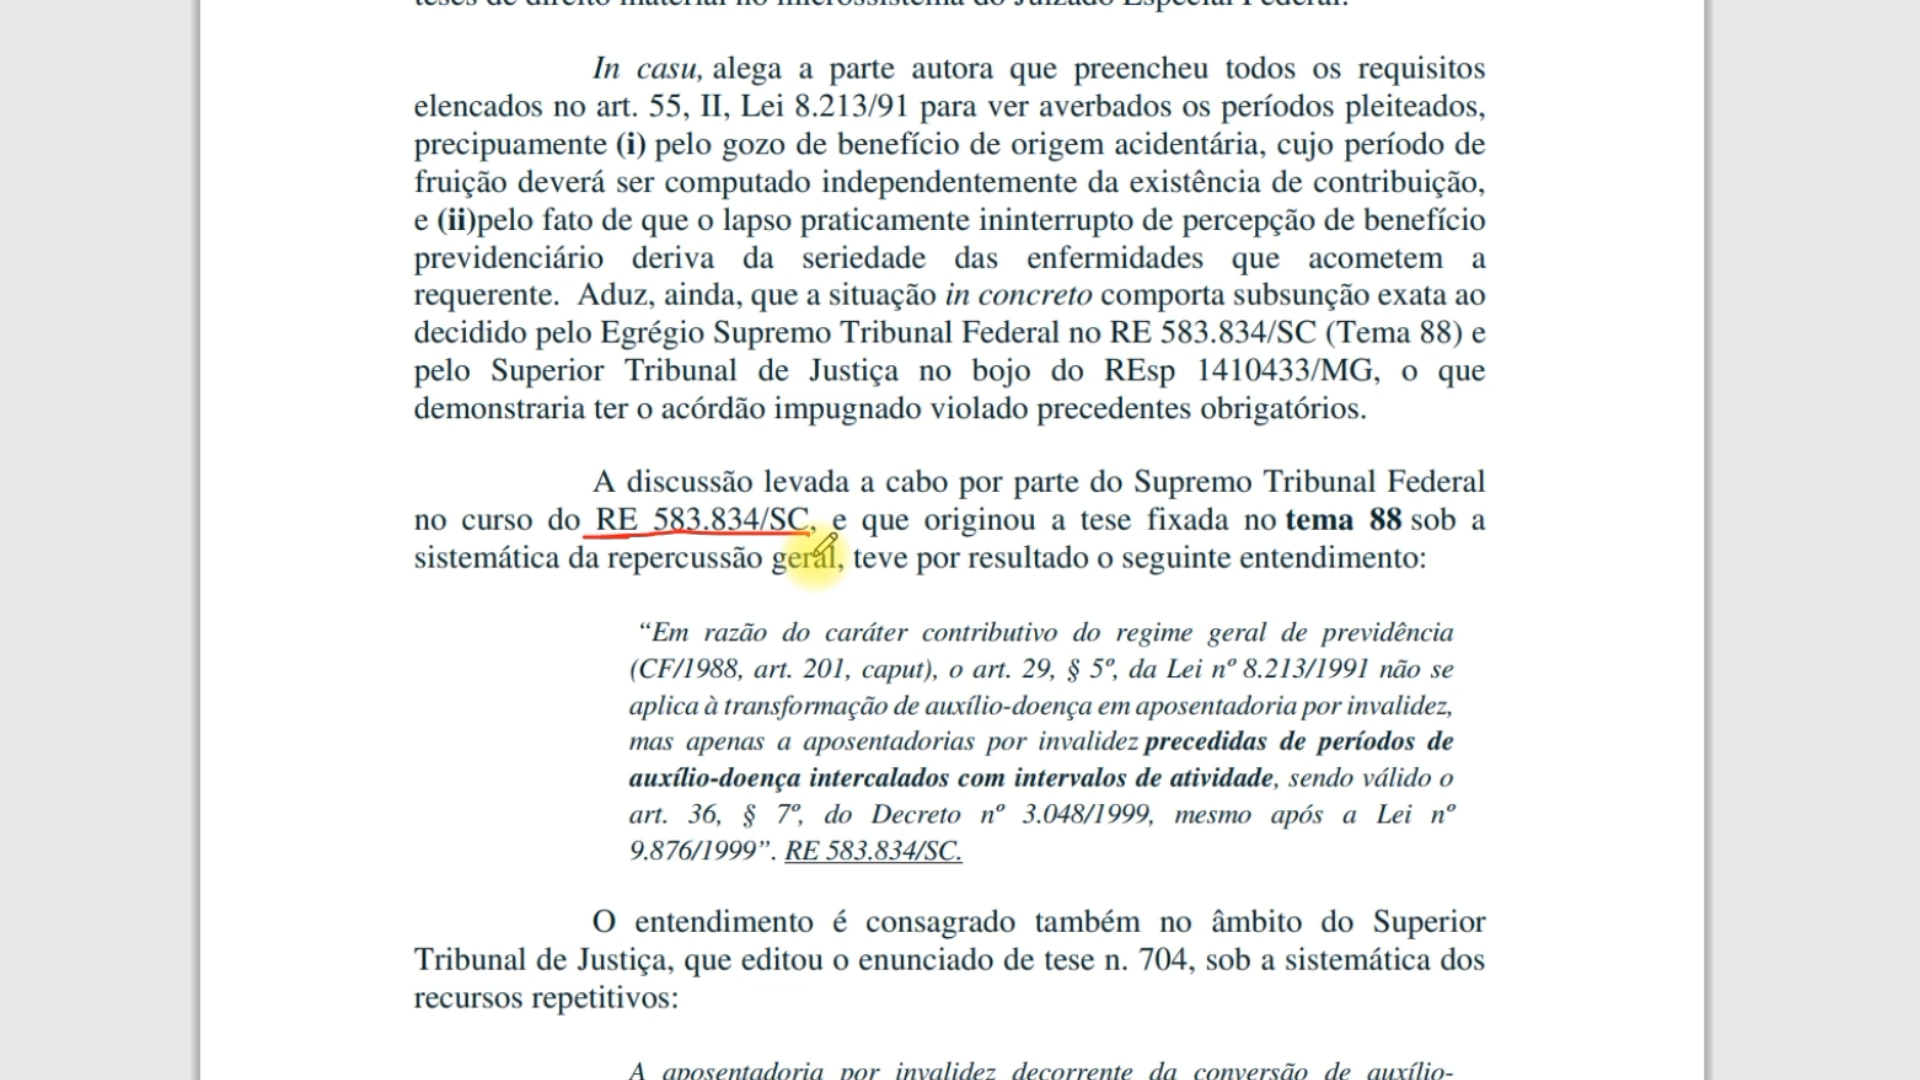 teses de direito material no microssistema do Juizado Especial Federal.
In casu, alega a parte autora que preencheu todos os requisitos
elencados no art. 55, II, Lei 8.213/91 para ver averbados os períodos pleiteados,
precipuamente (i) pelo gozo de benefício de origem acidentária, cujo período de
fruição deverá ser computado independentemente da existência de contribuição,
e (ii)pelo fato de que o lapso praticamente ininterrupto de percepção de benefício
previdenciário deriva da seriedade das enfermidades que acometem a
requerente. Aduz, ainda, que a situação in concreto comporta subsunção exata ao
decidido pelo Egrégio Supremo Tribunal Federal no RE 583.834/SC (Tema 88) e
pelo Superior Tribunal de Justiça no bojo do REsp 1410433/MG, o que
demonstraria ter o acórdão impugnado violado precedentes obrigatórios.
A discussão levada a cabo por parte do Supremo Tribunal Federal
no curso do RE 583.834/SC, e que originou a tese fixada no tema 88 sob a
sistemática da repercussão geral, teve por resultado o seguinte entendimento:
“Em razão do caráter contributivo do regime geral de previdência
(CF/1988, art. 201, caput), o art. 29, § 5º, da Lei nº 8.213/1991 não se
aplica à transformação de auxílio-doença em aposentadoria por invalidez,
mas apenas a aposentadorias por invalidez precedidas de períodos de
auxílio-doença intercalados com intervalos de atividade, sendo válido o
art. 36, § 7º, do Decreto nº 3.048/1999, mesmo após a Lei nº
9.876/1999”. RE 583.834/SC.
O entendimento é consagrado também no âmbito do Superior
Tribunal de Justiça, que editou o enunciado de tese n. 704, sob a sistemática dos
recursos repetitivos:
A aposentadoria por invalidez decorrente da conversão de auxílio-